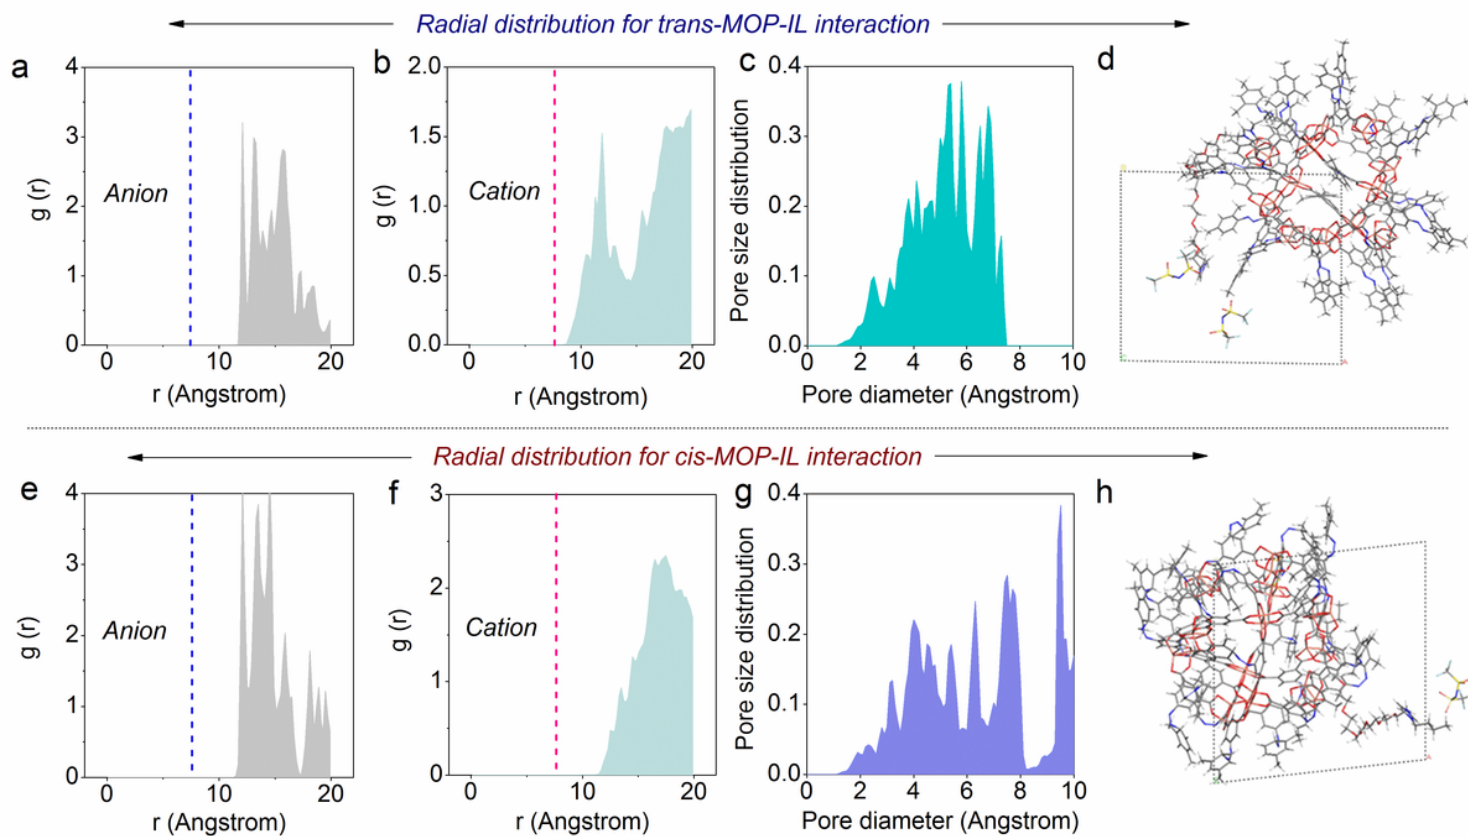 Radial distribution for trans-MOP-IL interaction
a
g (r)
4
3
2
1
0
Anion
0
10
20
r (Angstrom)
b
g (r)
2.0
1.5
1.0
0.5
0.0
Cation
0
10
20
r (Angstrom)
c
Pore size distribution
0.4
0.3
0.2
0.1
0.0
0
2
4
6
8
10
Pore diameter (Angstrom)
d
Radial distribution for cis-MOP-IL interaction
e
g (r)
4
3
2
1
0
Anion
0
10
20
r (Angstrom)
f
g (r)
3
2
1
0
Cation
0
10
20
r (Angstrom)
g
Pore size distribution
0.4
0.3
0.2
0.1
0.0
0
2
4
6
8
10
Pore diameter (Angstrom)
h